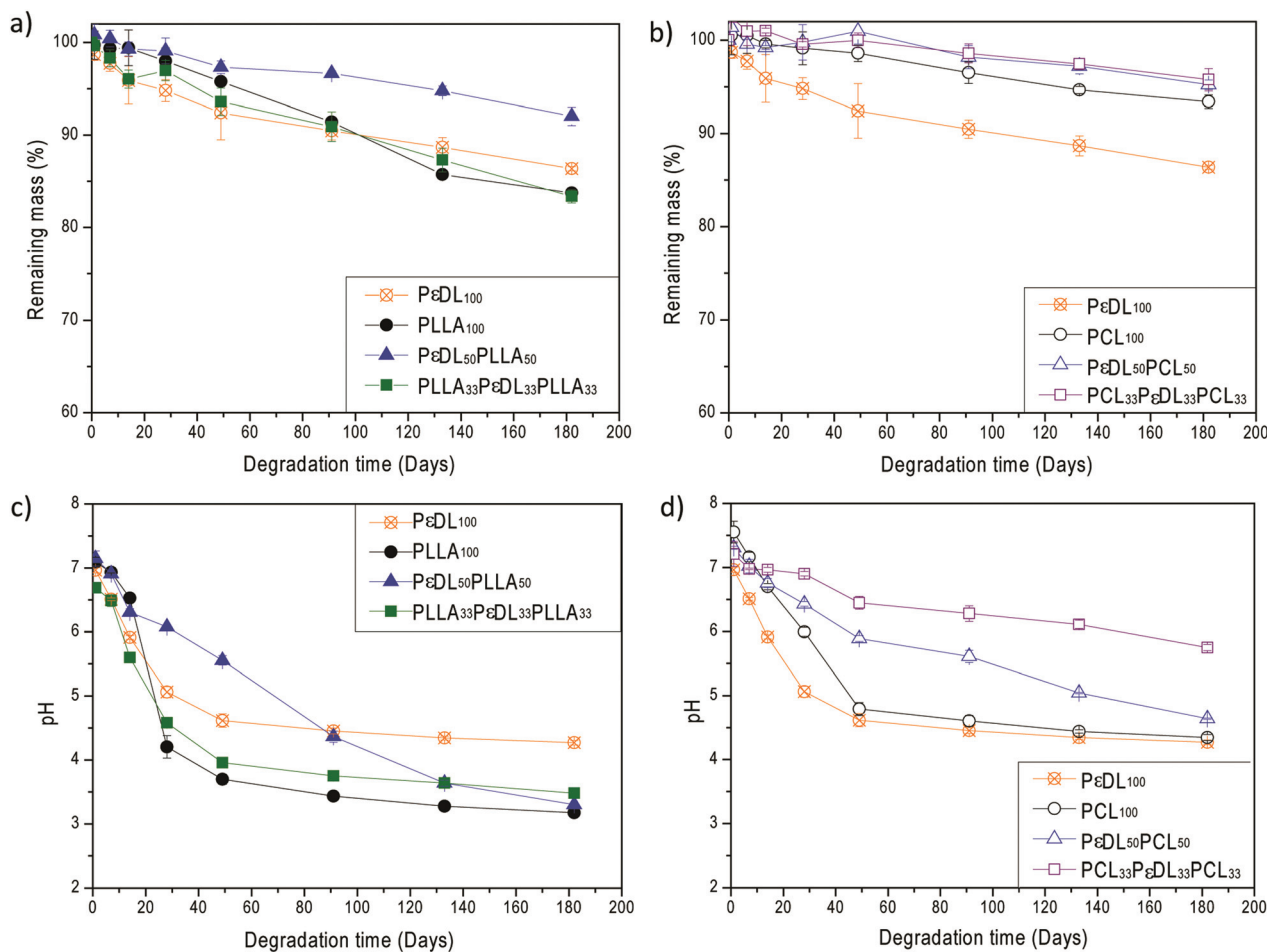 a)
Remaining mass (%)
100
90
80
70
60
0 20 40 60 80 100 120 140 160 180 200
Degradation time (Days)
PεDL100
PLLA100
PεDL50PLLA50
PLLA33PεDL33PLLA33
b)
Remaining mass (%)
100
90
80
70
60
0 20 40 60 80 100 120 140 160 180 200
Degradation time (Days)
PεDL100
PCL100
PεDL50PCL50
PCL33PεDL33PCL33
c)
pH
8
7
6
5
4
3
2
0 20 40 60 80 100 120 140 160 180 200
Degradation time (Days)
PεDL100
PLLA100
PεDL50PLLA50
PLLA33PεDL33PLLA33
d)
pH
8
7
6
5
4
3
2
0 20 40 60 80 100 120 140 160 180 200
Degradation time (Days)
PεDL100
PCL100
PεDL50PCL50
PCL33PεDL33PCL33